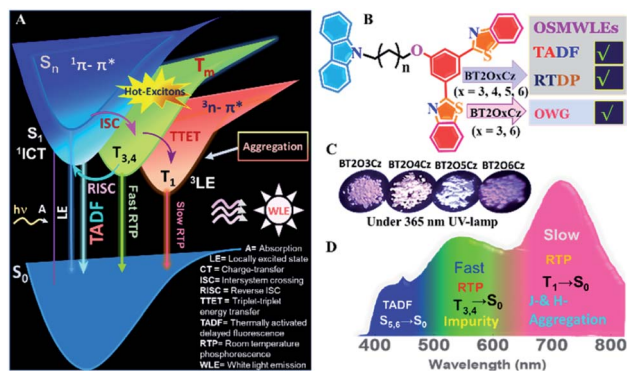 A
Sₙ ¹π- π*
Tₘ
Hot-Excitons
³n- π*
ISC
TTET
S₁
¹ICT
Aggregation
T₃,₄
T₁
³LE
RISC
hν
A
LE
TADF
Fast RTP
Slow RTP
WLE
S₀
A= Absorption
LE= Locally excited state
CT= Charge-transfer
ISC= Intersystem crossing
RISC= Reverse ISC
TTET= Triplet-triplet
energy transfer
TADF= Thermally activated
delayed fluorescence
RTP= Room temperature
phosphorescence
WLE= White light emission
B
N
n
O
N
S
N
S
BT2OxCz
(x = 3, 4, 5, 6)
BT2OxCz
(x = 3, 6)
OSMWLEs
TADF √
RTDP √
OWG √
C
BT2O3Cz BT2O4Cz BT2O5Cz BT2O6Cz
Under 365 nm UV-lamp
D
TADF
S₅,₆→S₀
Fast
RTP
T₃,₄→S₀
Impurity
Slow
RTP
T₁→S₀
J-& H-
Aggregation
400 500 600 700 800
Wavelength (nm)